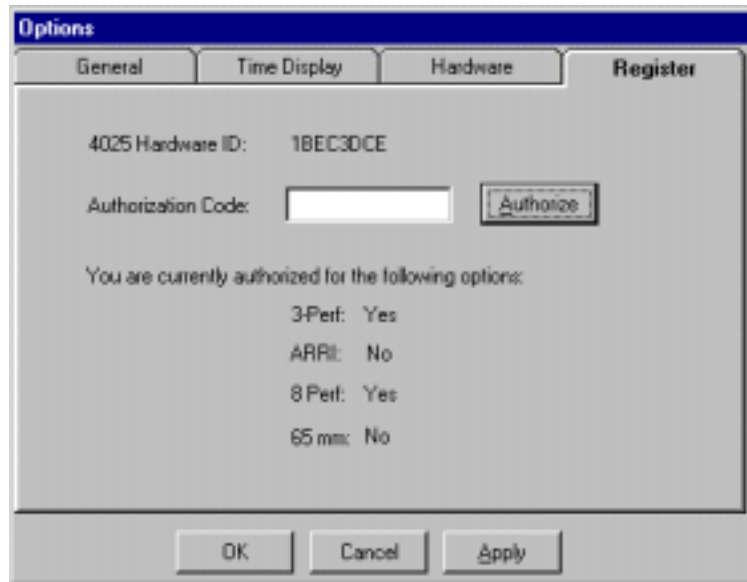 Options
General Time Display Hardware Register
4025 Hardware ID: 1BEC3DCE
Authorization Code: Authorize
You are currently authorized for the following options:
3-Perf: Yes
ARRI: No
8 Perf: Yes
65 mm: No
OK Cancel Apply